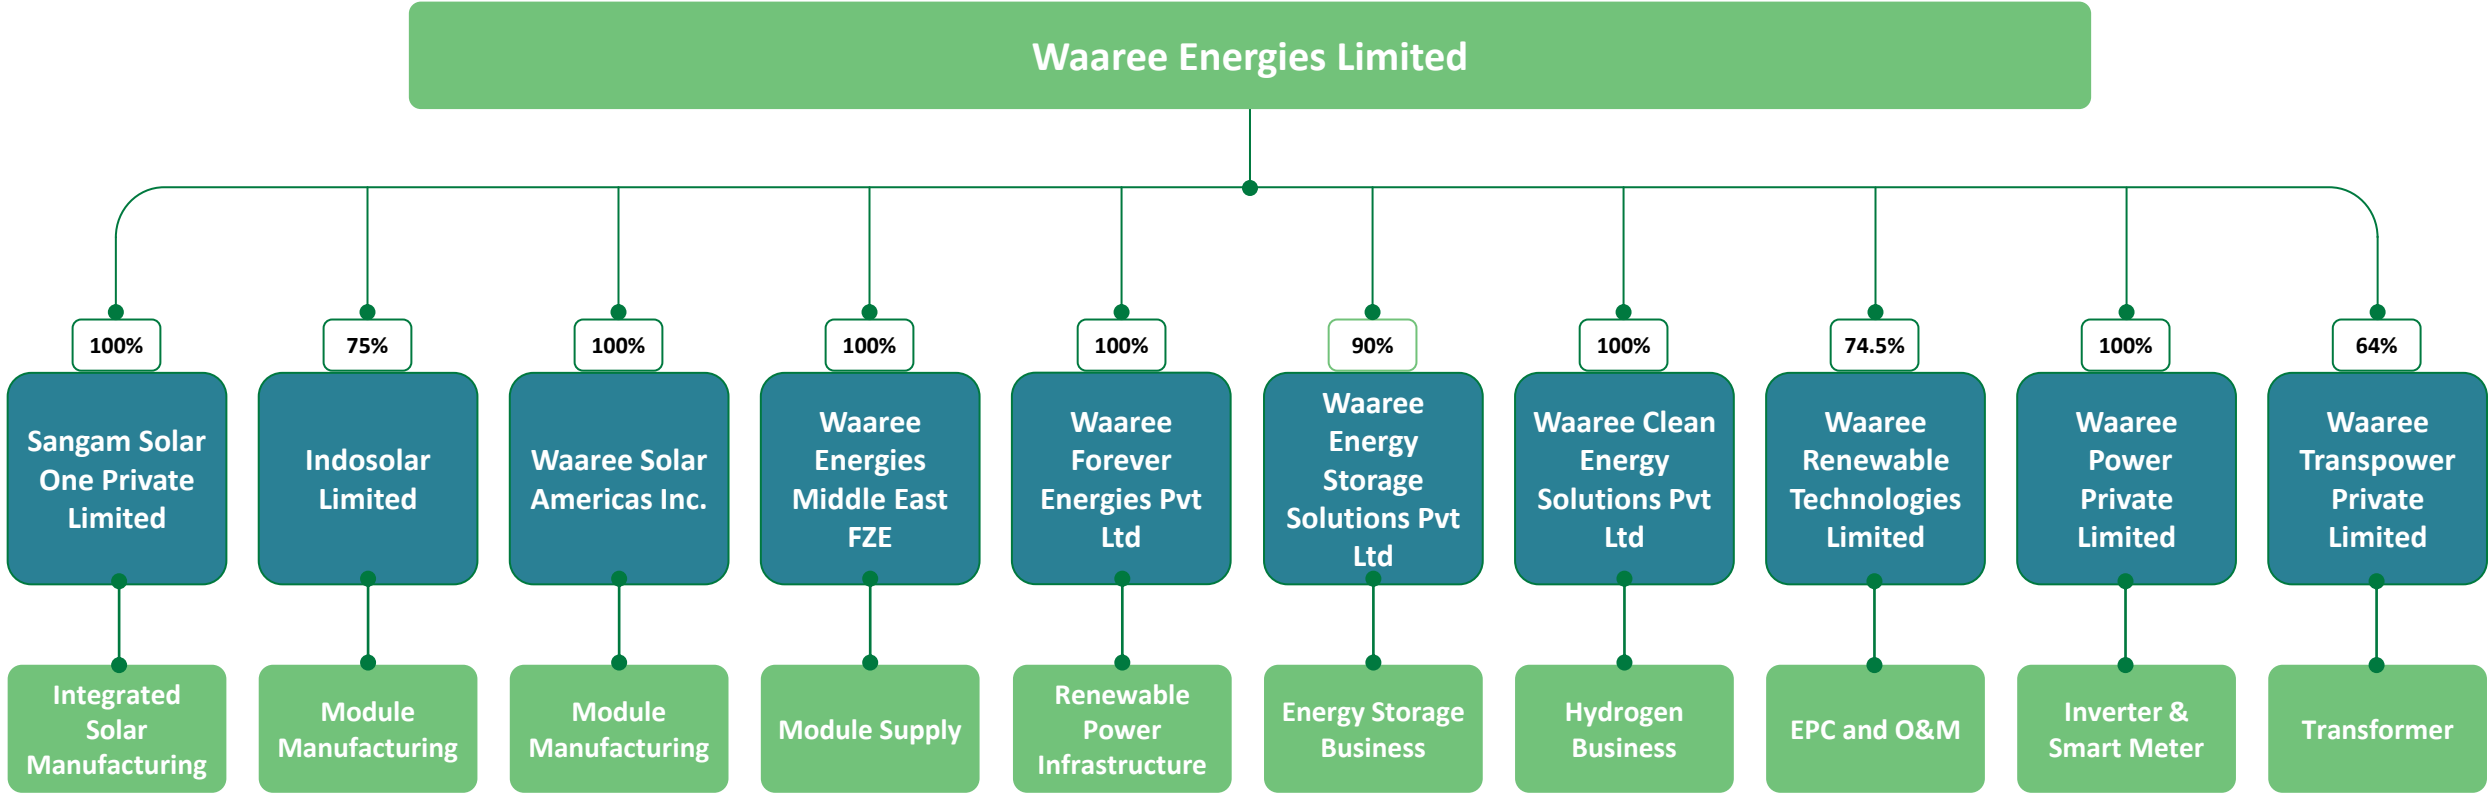 Waaree Energies Limited
100%
75%
100%
100%
100%
90%
100%
74.5%
100%
64%
Sangam Solar
One Private
Limited
Indosolar
Limited
Waaree Solar
Americas Inc.
Waaree
Energies
Middle East
FZE
Waaree
Forever
Energies Pvt
Ltd
Waaree
Energy
Storage
Solutions Pvt
Ltd
Waaree Clean
Energy
Solutions Pvt
Ltd
Waaree
Renewable
Technologies
Limited
Waaree
Power
Private
Limited
Waaree
Transpower
Private
Limited
Integrated
Solar
Manufacturing
Module
Manufacturing
Module
Manufacturing
Module Supply
Renewable
Power
Infrastructure
Energy Storage
Business
Hydrogen
Business
EPC and O&M
Inverter &
Smart Meter
Transformer